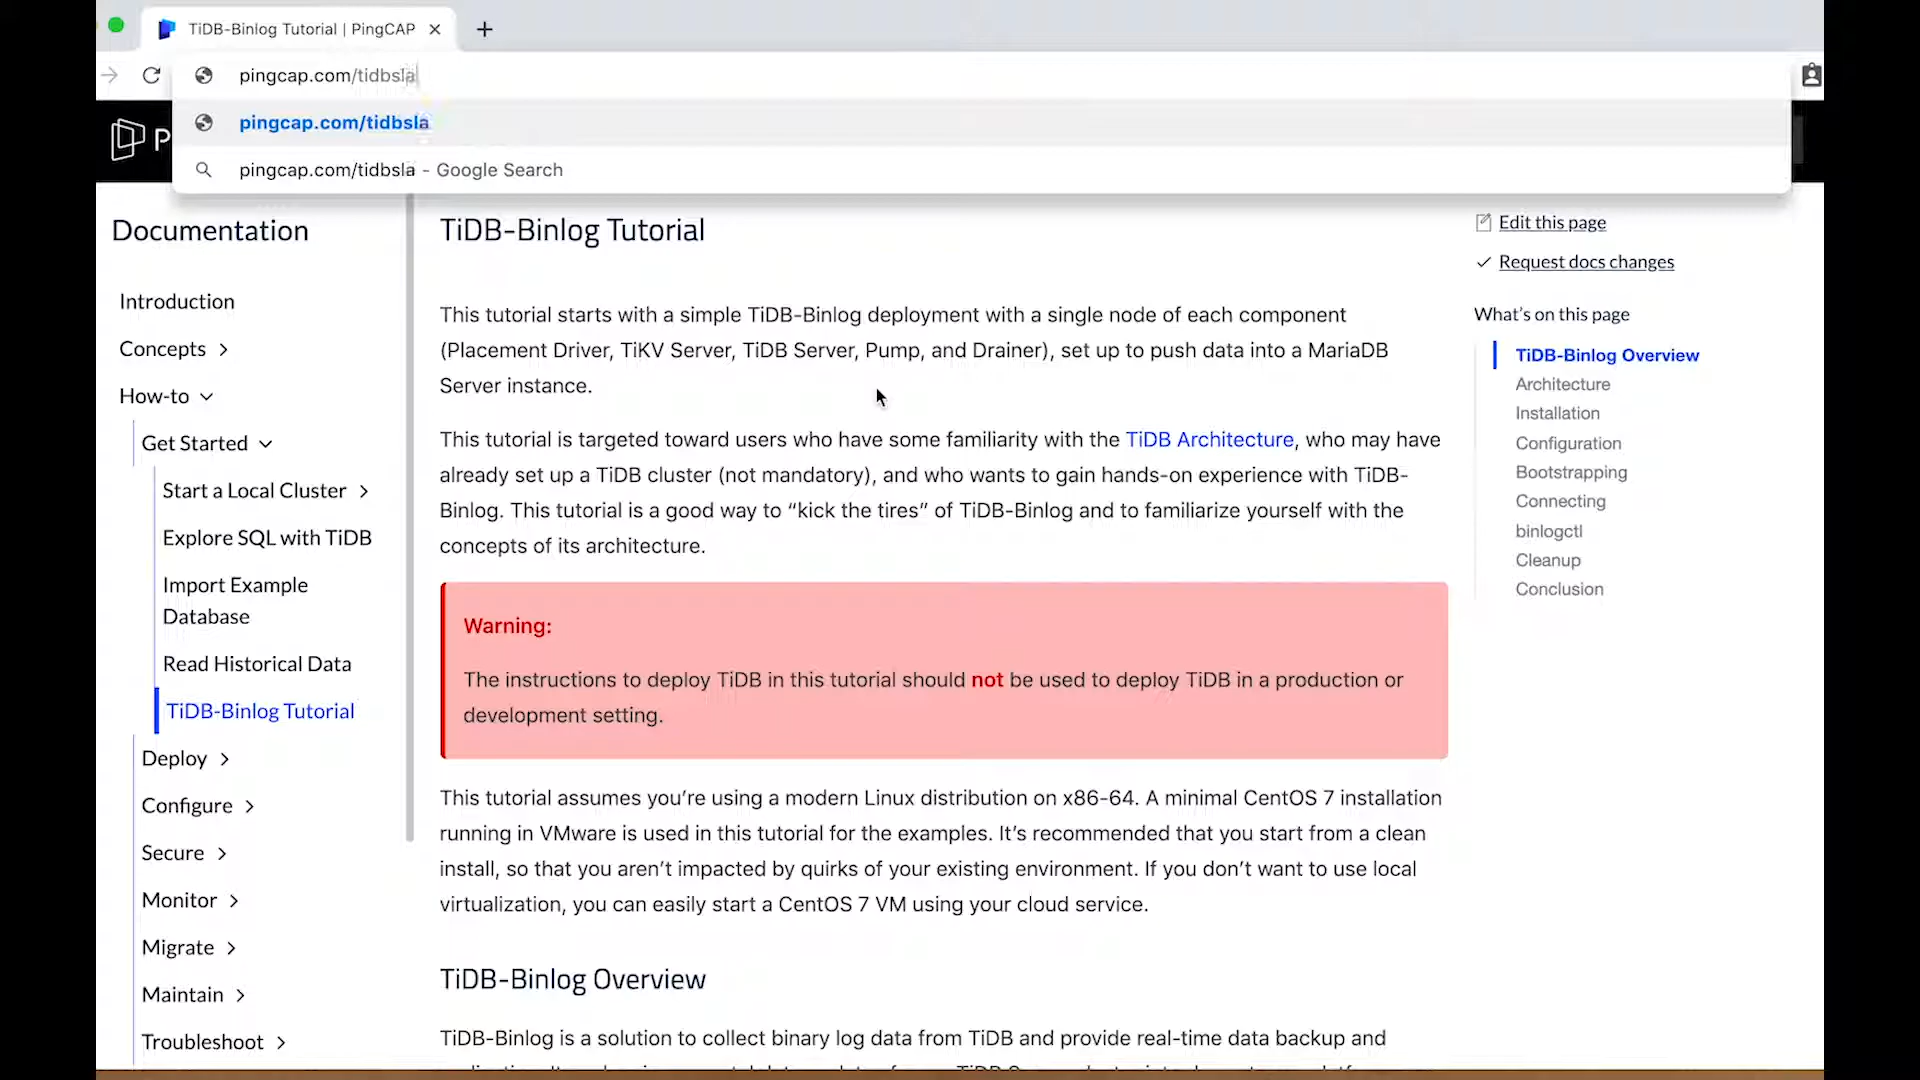 TiDB-Binlog Tutorial | PingCAP
pingcap.com/tidbsla
pingcap.com/tidbsla
pingcap.com/tidbsla - Google Search
P
Documentation
Introduction
Concepts
How-to
Get Started
Start a Local Cluster
Explore SQL with TiDB
Import Example
Database
Read Historical Data
TiDB-Binlog Tutorial
Deploy
Configure
Secure
Monitor
Migrate
Maintain
Troubleshoot
TiDB-Binlog Tutorial
This tutorial starts with a simple TiDB-Binlog deployment with a single node of each component
(Placement Driver, TiKV Server, TiDB Server, Pump, and Drainer), set up to push data into a MariaDB
Server instance.
This tutorial is targeted toward users who have some familiarity with the TiDB Architecture, who may have
already set up a TiDB cluster (not mandatory), and who wants to gain hands-on experience with TiDB-
Binlog. This tutorial is a good way to “kick the tires” of TiDB-Binlog and to familiarize yourself with the
concepts of its architecture.
Warning:
The instructions to deploy TiDB in this tutorial should not be used to deploy TiDB in a production or
development setting.
This tutorial assumes you’re using a modern Linux distribution on x86-64. A minimal CentOS 7 installation
running in VMware is used in this tutorial for the examples. It’s recommended that you start from a clean
install, so that you aren’t impacted by quirks of your existing environment. If you don’t want to use local
virtualization, you can easily start a CentOS 7 VM using your cloud service.
TiDB-Binlog Overview
TiDB-Binlog is a solution to collect binary log data from TiDB and provide real-time data backup and
Edit this page
Request docs changes
What’s on this page
TiDB-Binlog Overview
Architecture
Installation
Configuration
Bootstrapping
Connecting
binlogctl
Cleanup
Conclusion